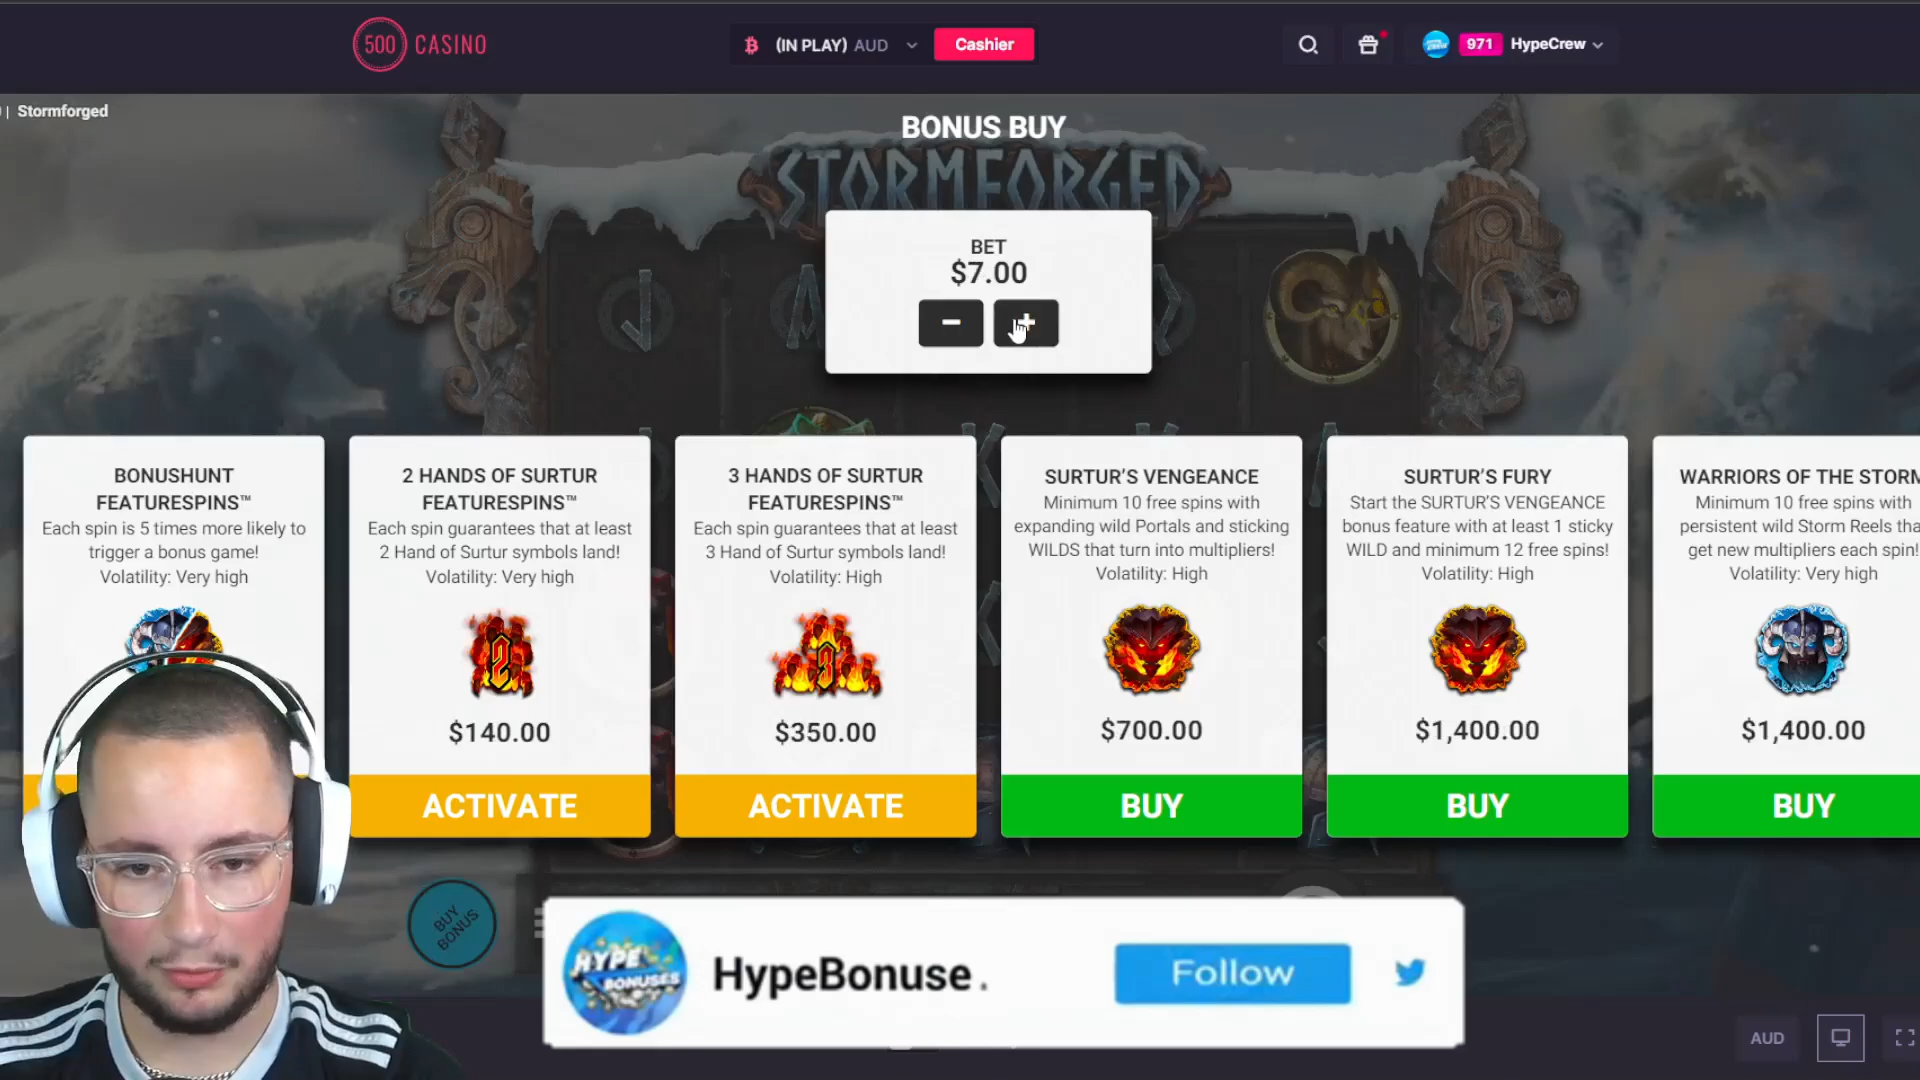 500 CASINO
(IN PLAY) AUD
Cashier
971 HypeCrew
| Stormforged
BONUS BUY
STORMFORGED
BET
$7.00
BONUSHUNT
FEATURESPINS™
Each spin is 5 times more likely to
trigger a bonus game!
Volatility: Very high
2 HANDS OF SURTUR
FEATURESPINS™
Each spin guarantees that at least
2 Hand of Surtur symbols land!
Volatility: Very high
2
$140.00
ACTIVATE
3 HANDS OF SURTUR
FEATURESPINS™
Each spin guarantees that at least
3 Hand of Surtur symbols land!
Volatility: High
3
$350.00
ACTIVATE
SURTUR'S VENGEANCE
Minimum 10 free spins with
expanding wild Portals and sticking
WILDS that turn into multipliers!
Volatility: High
$700.00
BUY
SURTUR'S FURY
Start the SURTUR'S VENGEANCE
bonus feature with at least 1 sticky
WILD and minimum 12 free spins!
Volatility: High
$1,400.00
BUY
WARRIORS OF THE STORM
Minimum 10 free spins with
persistent wild Storm Reels tha
get new multipliers each spin!
Volatility: Very high
$1,400.00
BUY
BUY
BONUS
HYPE
BONUSES
HypeBonuse.
Follow
AUD